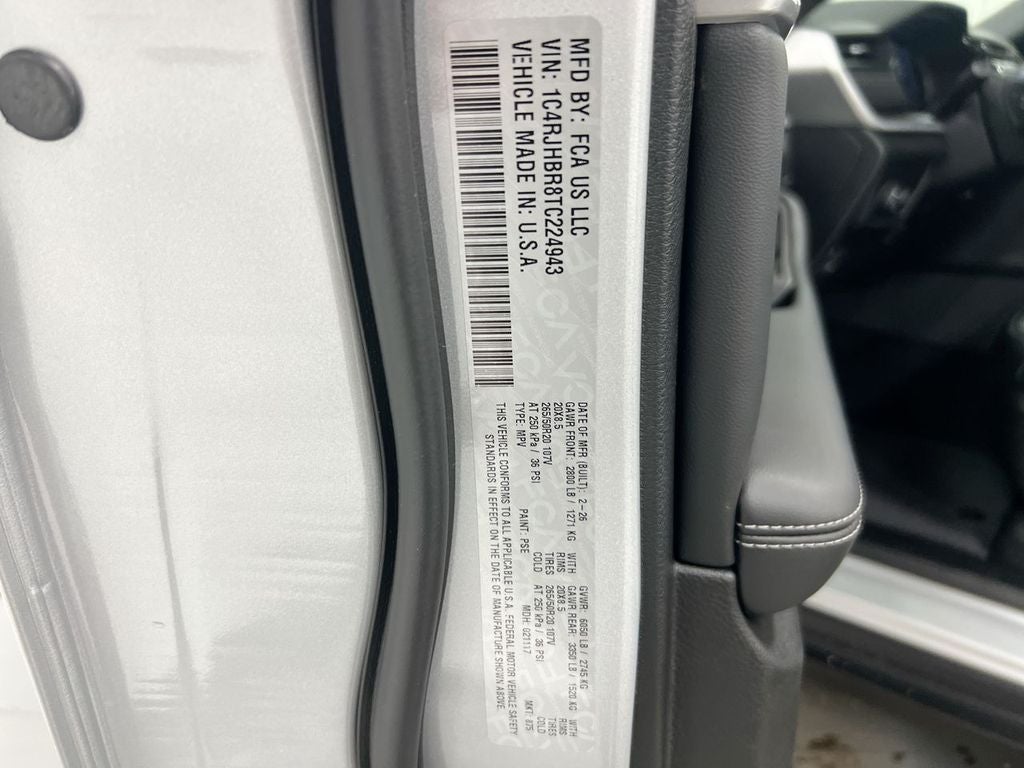 MFD BY: FCA US LLC
VIN: 1C4RJHBR8TC224943
VEHICLE MADE IN: U.S.A.
DATE OF MFR (BUILT): 2-26 GVWR: 6050 LB / 2745 KG
GAWR FRONT: 2800 LB / 1271 KG WITH GAWR REAR: 3350 LB / 1520 KG WITH
20X8.5 RIMS 20X8.5 RIMS
265/50R20 107V TIRES 265/50R20 107V TIRES
AT 250 kPa / 36 PSI COLD AT 250 kPa / 36 PSI COLD
TYPE: MPV PAINT: PSE MDH: 021117 MKT: 875
THIS VEHICLE CONFORMS TO ALL APPLICABLE U.S.A. FEDERAL MOTOR VEHICLE SAFETY
STANDARDS IN EFFECT ON THE DATE OF MANUFACTURE SHOWN ABOVE.